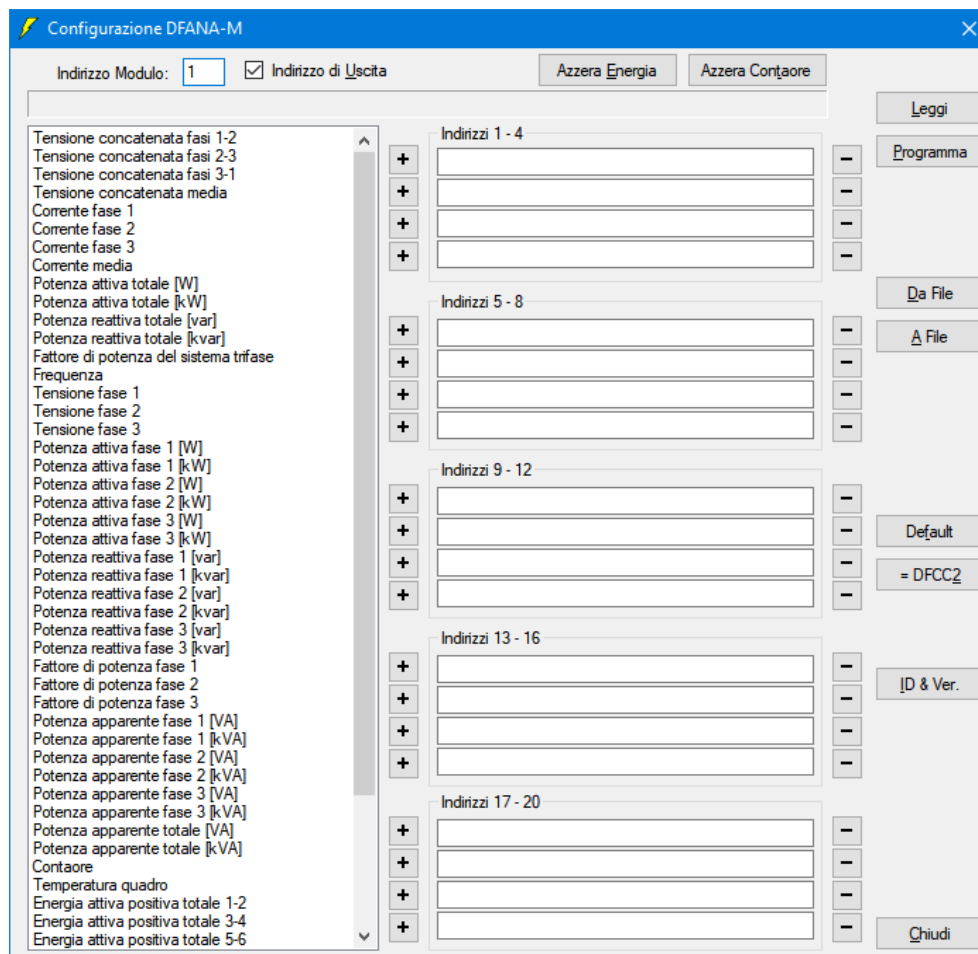 Configurazione DFANA-M
Indirizzo Modulo: 1 Indirizzo di Uscita Azzera Energia Azzera Contaore
Leggi
Programma
Da File
A File
Default
= DFCC2
ID & Ver.
Chiudi
Tensione concatenata fasi 1-2
Tensione concatenata fasi 2-3
Tensione concatenata fasi 3-1
Tensione concatenata media
Corrente fase 1
Corrente fase 2
Corrente fase 3
Corrente media
Potenza attiva totale [W]
Potenza attiva totale [kW]
Potenza reattiva totale [var]
Potenza reattiva totale [kvar]
Fattore di potenza del sistema trifase
Frequenza
Tensione fase 1
Tensione fase 2
Tensione fase 3
Potenza attiva fase 1 [W]
Potenza attiva fase 1 [kW]
Potenza attiva fase 2 [W]
Potenza attiva fase 2 [kW]
Potenza attiva fase 3 [W]
Potenza attiva fase 3 [kW]
Potenza reattiva fase 1 [var]
Potenza reattiva fase 1 [kvar]
Potenza reattiva fase 2 [var]
Potenza reattiva fase 2 [kvar]
Potenza reattiva fase 3 [var]
Potenza reattiva fase 3 [kvar]
Fattore di potenza fase 1
Fattore di potenza fase 2
Fattore di potenza fase 3
Potenza apparente fase 1 [VA]
Potenza apparente fase 1 [kVA]
Potenza apparente fase 2 [VA]
Potenza apparente fase 2 [kVA]
Potenza apparente fase 3 [VA]
Potenza apparente fase 3 [kVA]
Potenza apparente totale [VA]
Potenza apparente totale [kVA]
Contaore
Temperatura quadro
Energia attiva positiva totale 1-2
Energia attiva positiva totale 3-4
Energia attiva positiva totale 5-6
Indirizzi 1 - 4
+ −
+ −
+ −
+ −
Indirizzi 5 - 8
+ −
+ −
+ −
+ −
Indirizzi 9 - 12
+ −
+ −
+ −
+ −
Indirizzi 13 - 16
+ −
+ −
+ −
+ −
Indirizzi 17 - 20
+ −
+ −
+ −
+ −